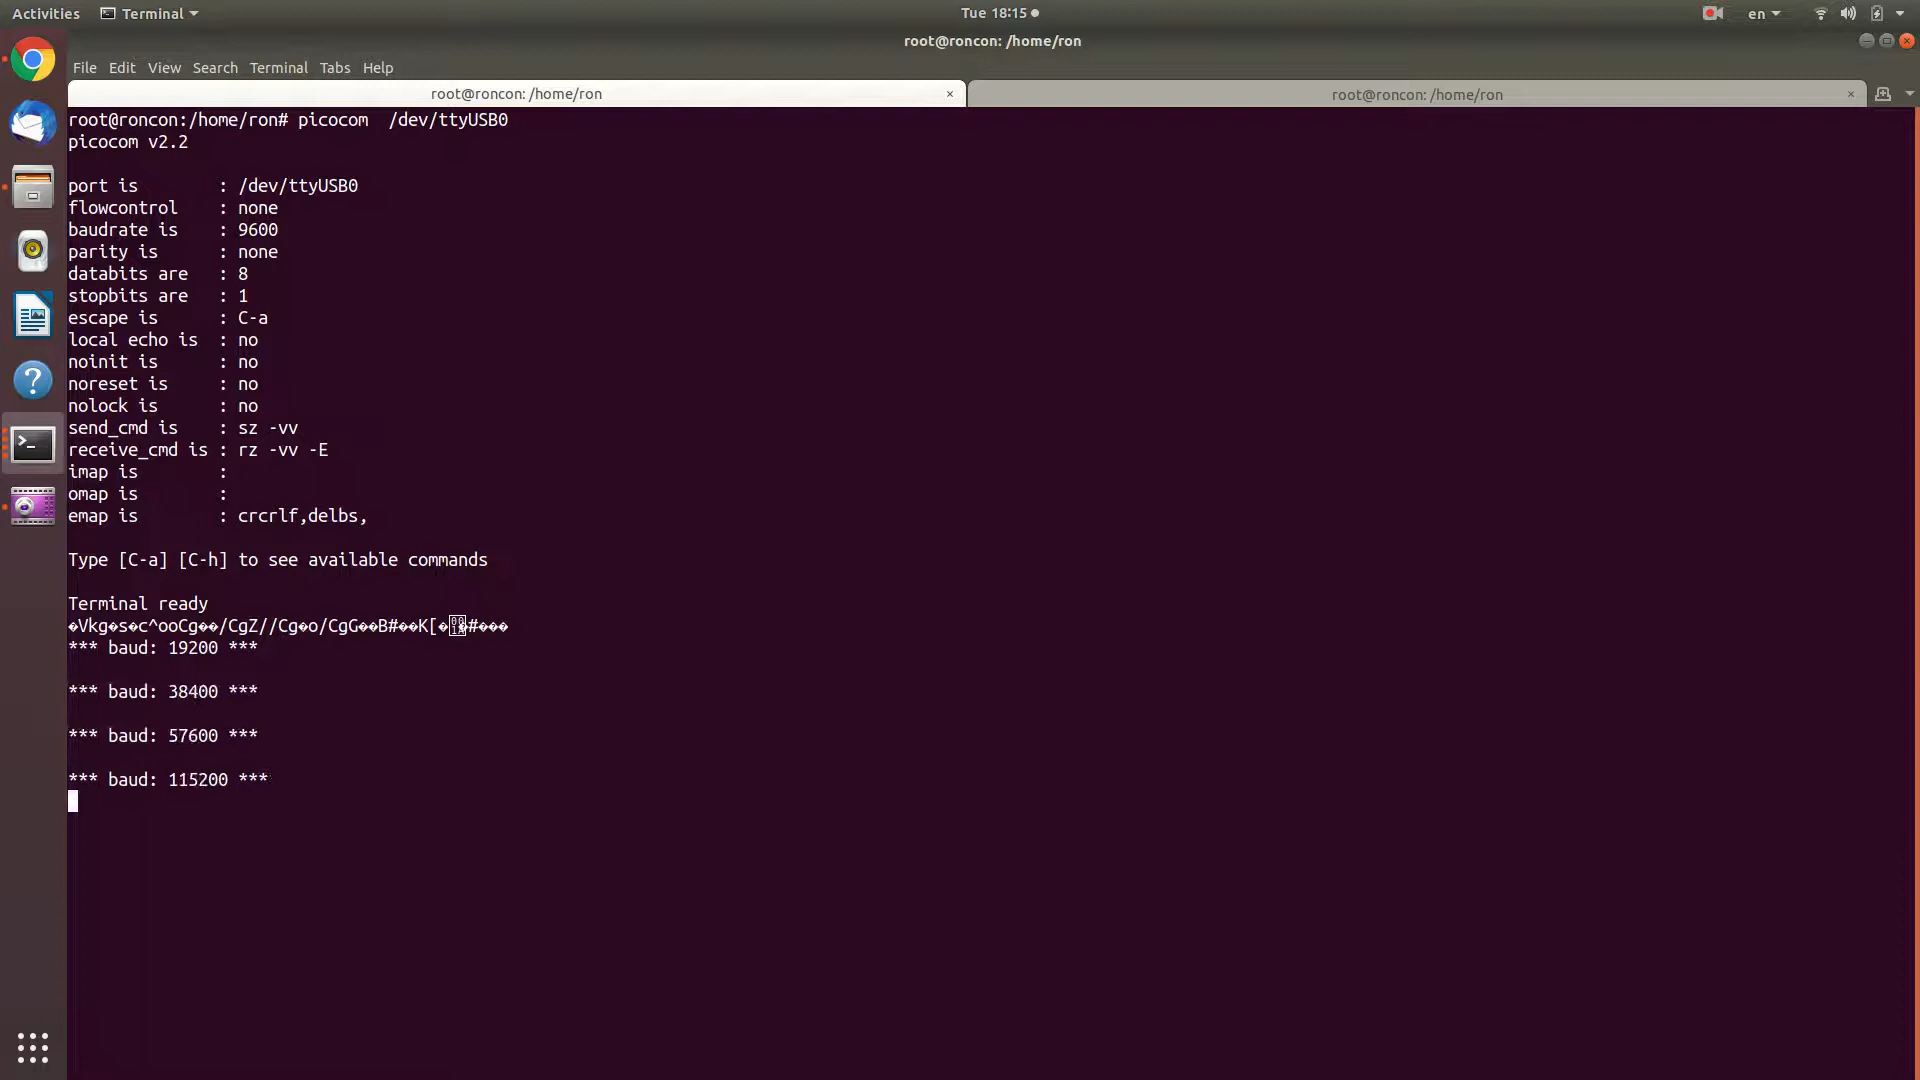 Activities Terminal Tue 18:15 en
root@roncon: /home/ron
File Edit View Search Terminal Tabs Help
root@roncon: /home/ron × root@roncon: /home/ron ×
root@roncon:/home/ron# picocom  /dev/ttyUSB0
picocom v2.2
port is        : /dev/ttyUSB0
flowcontrol    : none
baudrate is    : 9600
parity is      : none
databits are   : 8
stopbits are   : 1
escape is      : C-a
local echo is  : no
noinit is      : no
noreset is     : no
nolock is      : no
send_cmd is    : sz -vv
receive_cmd is : rz -vv -E
imap is        :
omap is        :
emap is        : crcrlf,delbs,
Type [C-a] [C-h] to see available commands
Terminal ready
�Vkg�s�c^ooCg��/CgZ//Cg�o/CgG��B#��K[�#���
*** baud: 19200 ***
*** baud: 38400 ***
*** baud: 57600 ***
*** baud: 115200 ***